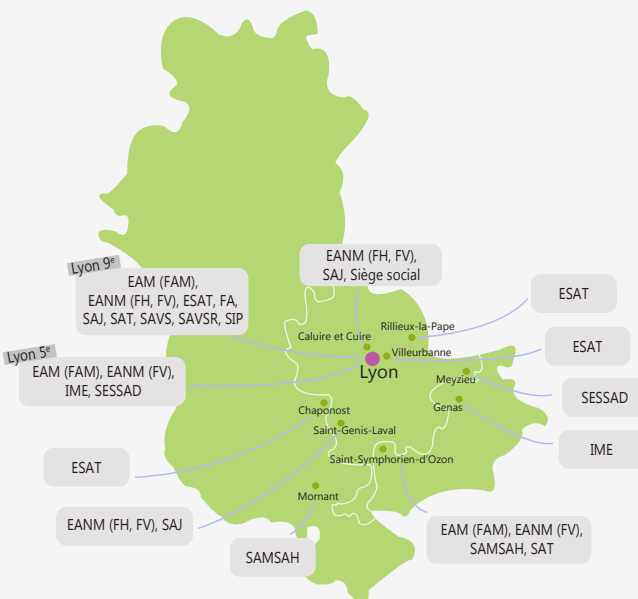 EANM (FH, FV),
SAJ, Siège social
Lyon 9e
EAM (FAM),
EANM (FH, FV), ESAT, FA,
SAJ, SAT, SAVS, SAVSR, SIP
ESAT
Rillieux-la-Pape
Caluire et Cuire
ESAT
Villeurbanne
Lyon 5e
EAM (FAM), EANM (FV),
IME, SESSAD
Lyon
Meyzieu
SESSAD
Genas
Chaponost
Saint-Genis-Laval
IME
Saint-Symphorien-d'Ozon
ESAT
Mornant
EANM (FH, FV), SAJ
EAM (FAM), EANM (FV),
SAMSAH, SAT
SAMSAH